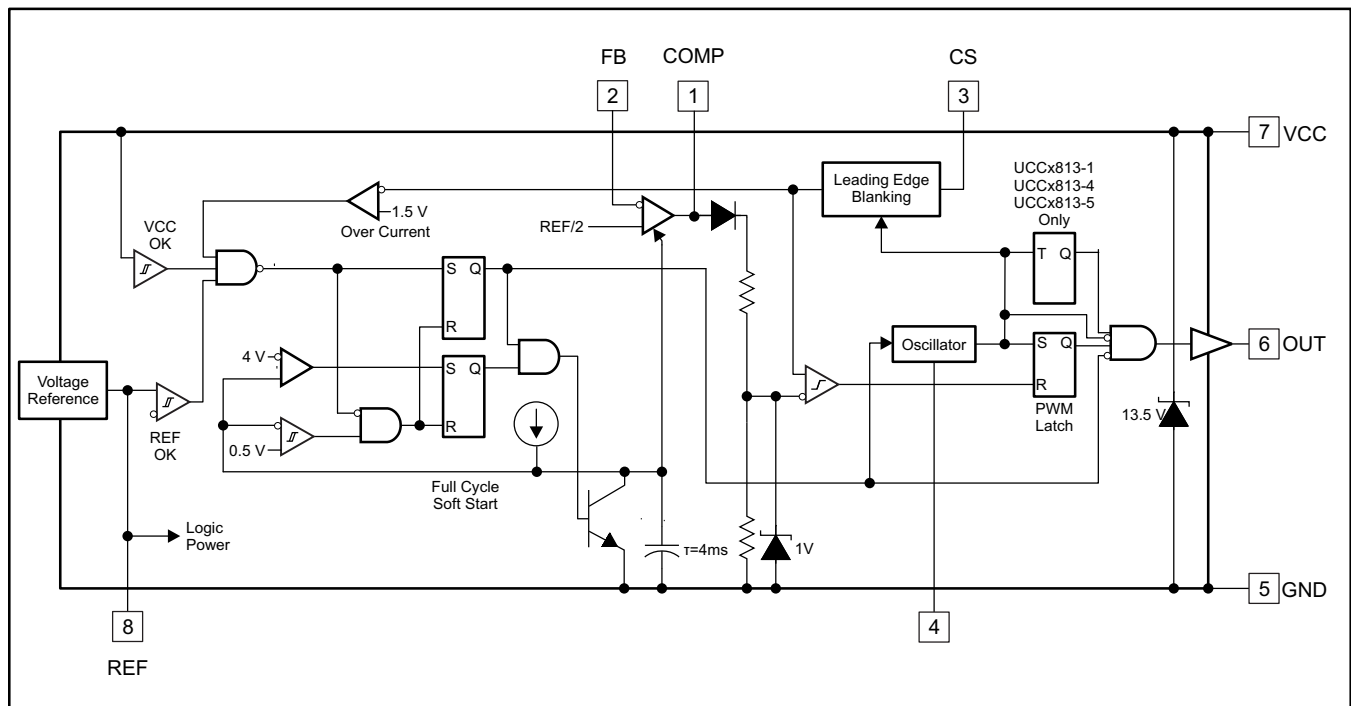 FB
COMP
CS
2
1
3
7
VCC
UCCx813-1
UCCx813-4
UCCx813-5
Only
Leading Edge
Blanking
1.5 V
Over Current
REF/2
VCC
OK
T
Q
S
Q
R
4 V
Oscillator
S
Q
R
6
OUT
Voltage
Reference
S
Q
R
PWM
Latch
13.5 V
REF
OK
0.5 V
Full Cycle
Soft Start
Logic
Power
τ=4ms
1V
5
GND
8
4
REF